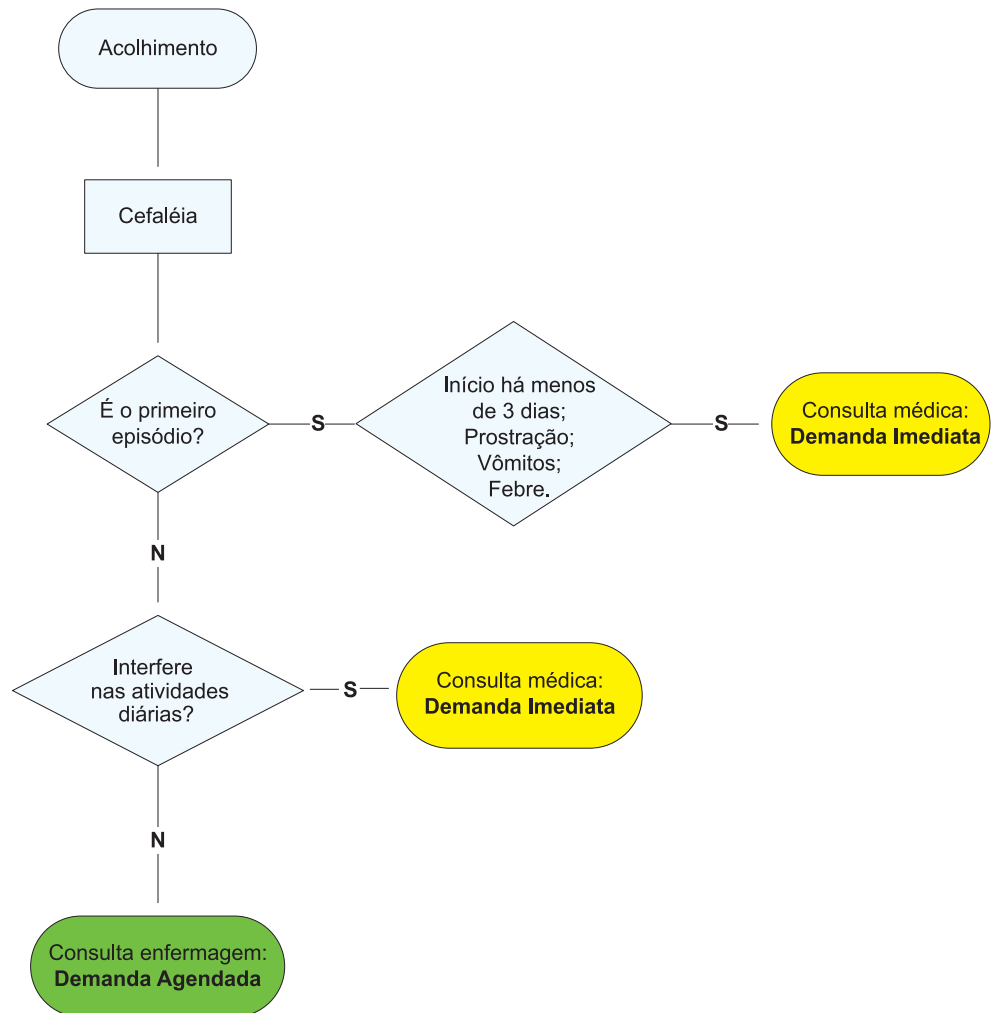 Acolhimento
Cefaléia
É o primeiro
episódio?
S
Início há menos
de 3 dias;
Prostração;
Vômitos;
Febre.
S
Consulta médica:
Demanda Imediata
N
Interfere
nas atividades
diárias?
S
Consulta médica:
Demanda Imediata
N
Consulta enfermagem:
Demanda Agendada